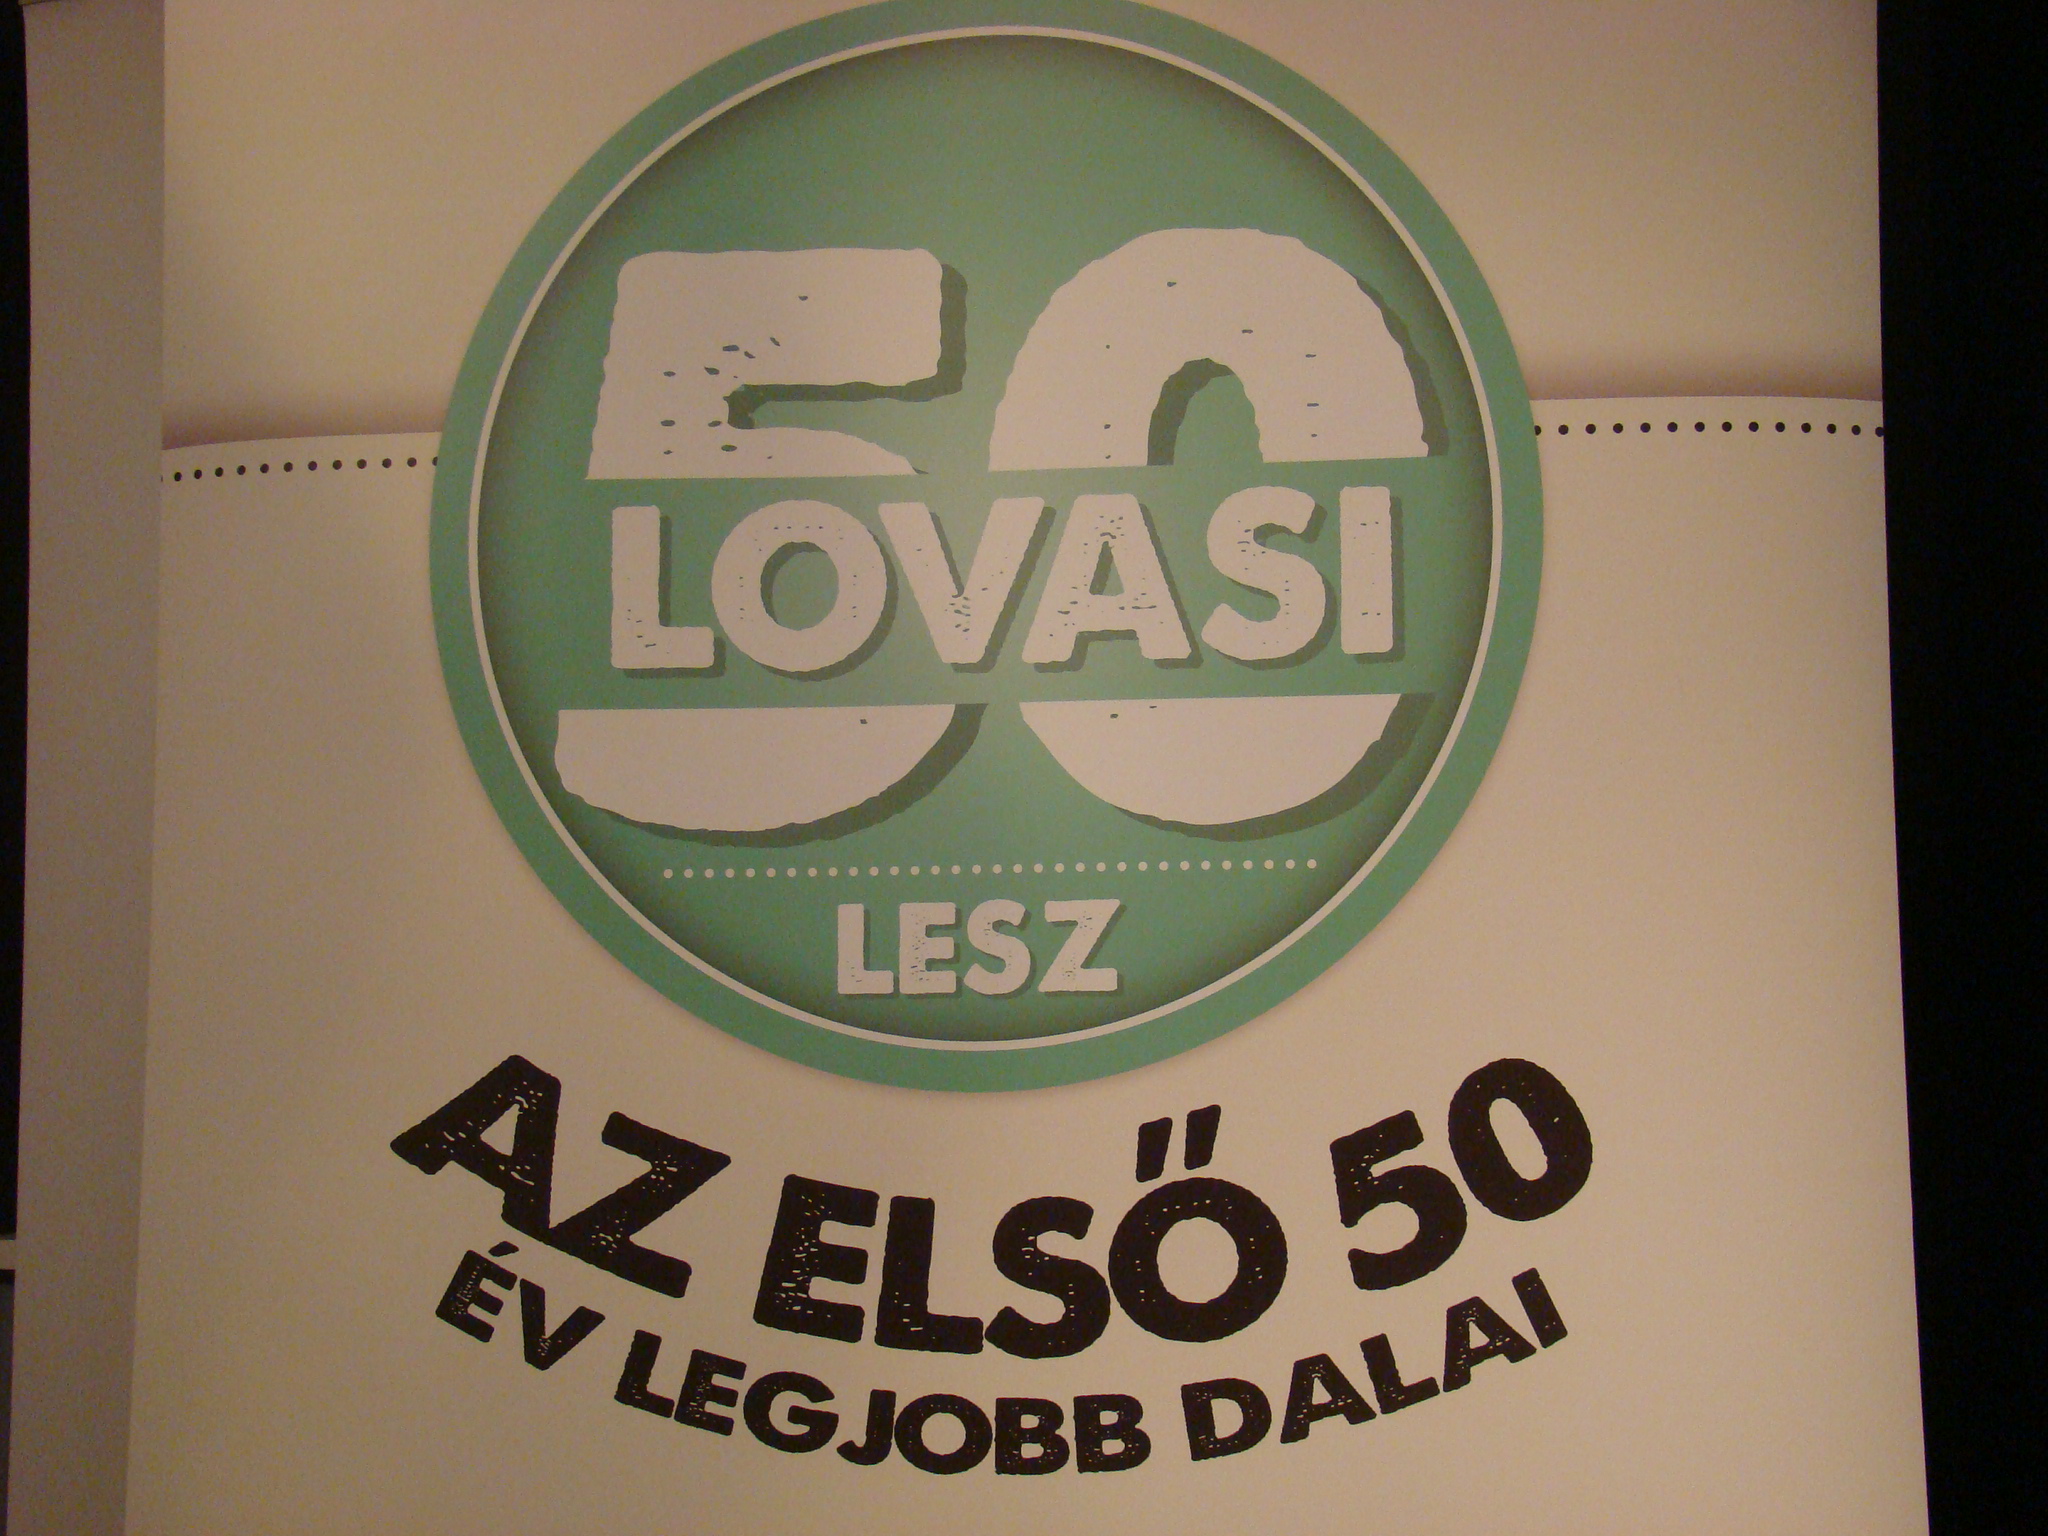 50
LOVASI
LESZ
AZ ELSŐ 50
ÉV LEGJOBB DALAI